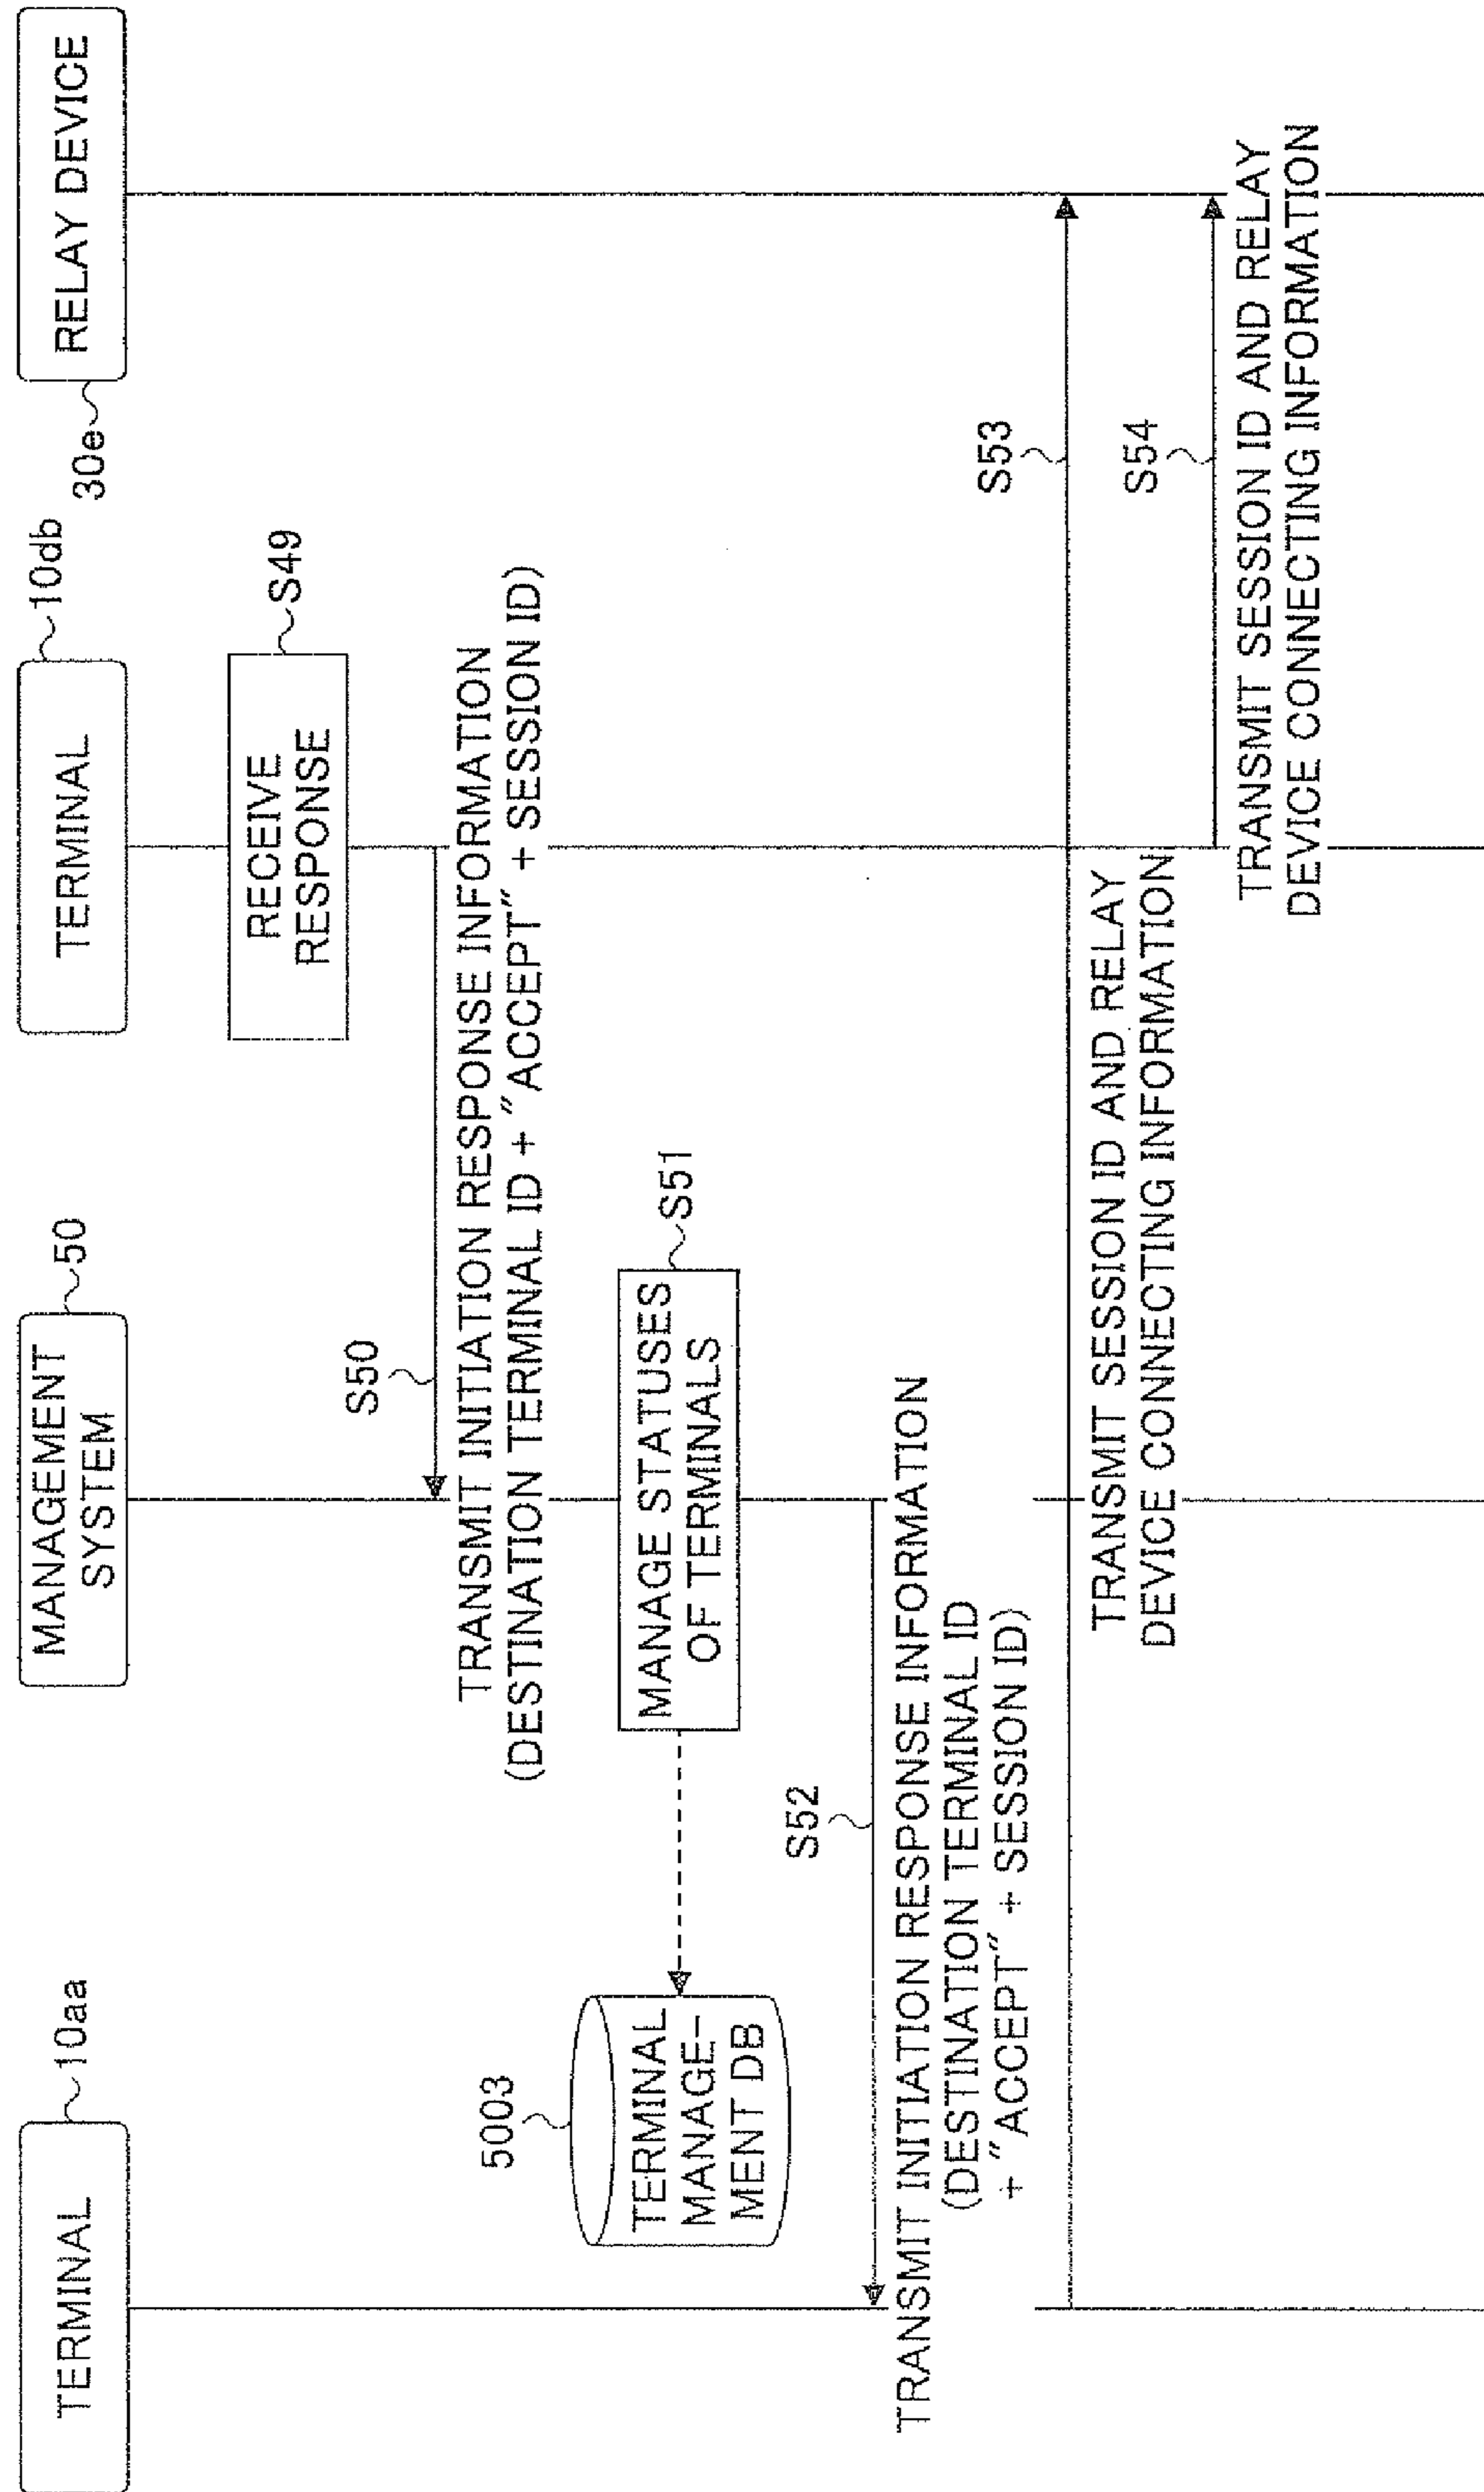 TERMINAL
10aa
MANAGEMENT
SYSTEM
50
TERMINAL
10db
RELAY DEVICE
30e
RECEIVE
RESPONSE
S49
S50
TRANSMIT INITIATION RESPONSE INFORMATION
(DESTINATION TERMINAL ID + "ACCEPT" + SESSION ID)
5003
TERMINAL
MANAGE-
MENT DB
MANAGE STATUSES
OF TERMINALS
S51
S52
TRANSMIT INITIATION RESPONSE INFORMATION
(DESTINATION TERMINAL ID
+ "ACCEPT" + SESSION ID)
S53
TRANSMIT SESSION ID AND RELAY
DEVICE CONNECTING INFORMATION
S54
TRANSMIT SESSION ID AND RELAY
DEVICE CONNECTING INFORMATION